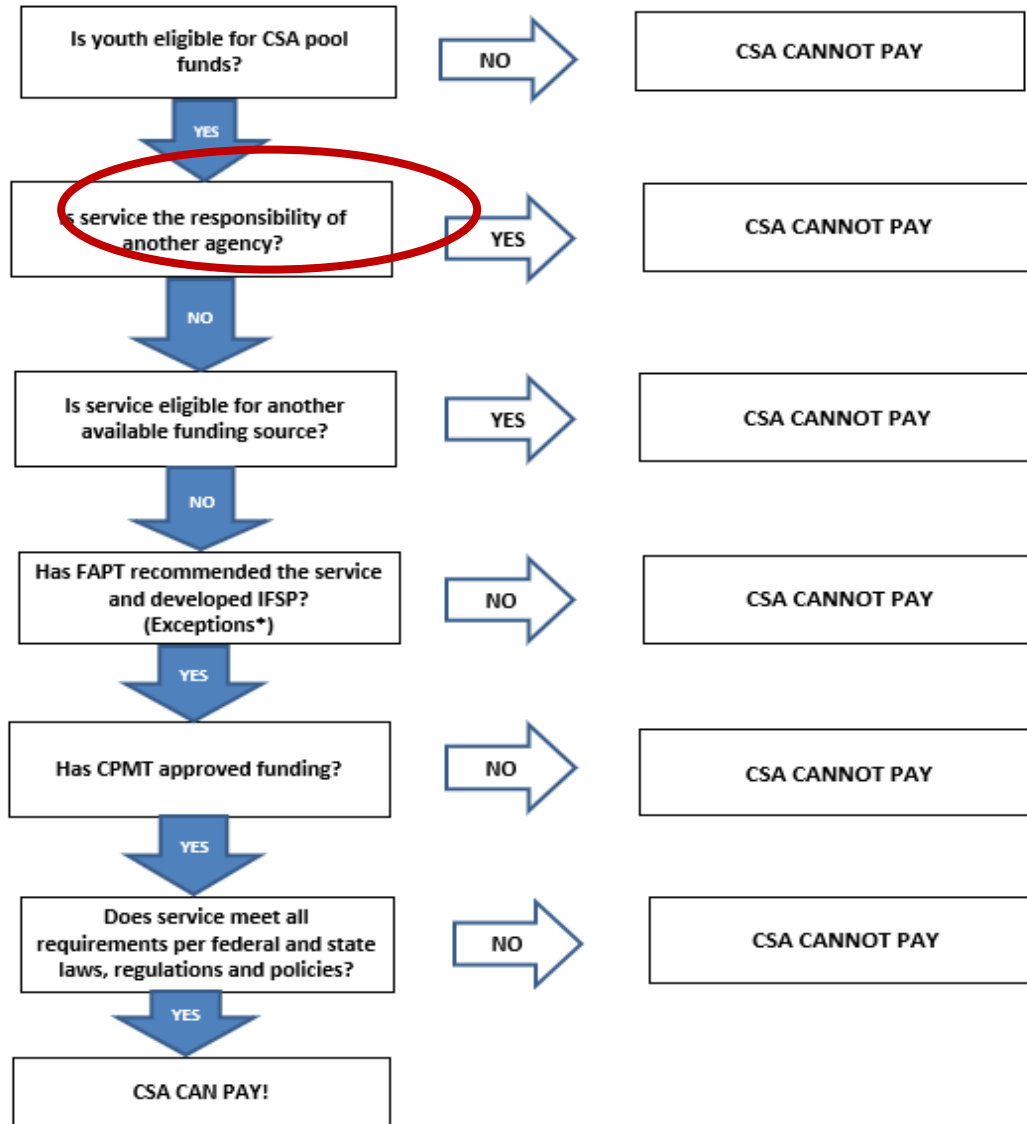 Is youth eligible for CSA pool
funds?
NO
CSA CANNOT PAY
YES
Is service the responsibility of
another agency?
YES
CSA CANNOT PAY
NO
Is service eligible for another
available funding source?
YES
CSA CANNOT PAY
NO
Has FAPT recommended the service
and developed IFSP?
(Exceptions*)
NO
CSA CANNOT PAY
YES
Has CPMT approved funding?
NO
CSA CANNOT PAY
YES
Does service meet all
requirements per federal and state
laws, regulations and policies?
NO
CSA CANNOT PAY
YES
CSA CAN PAY!